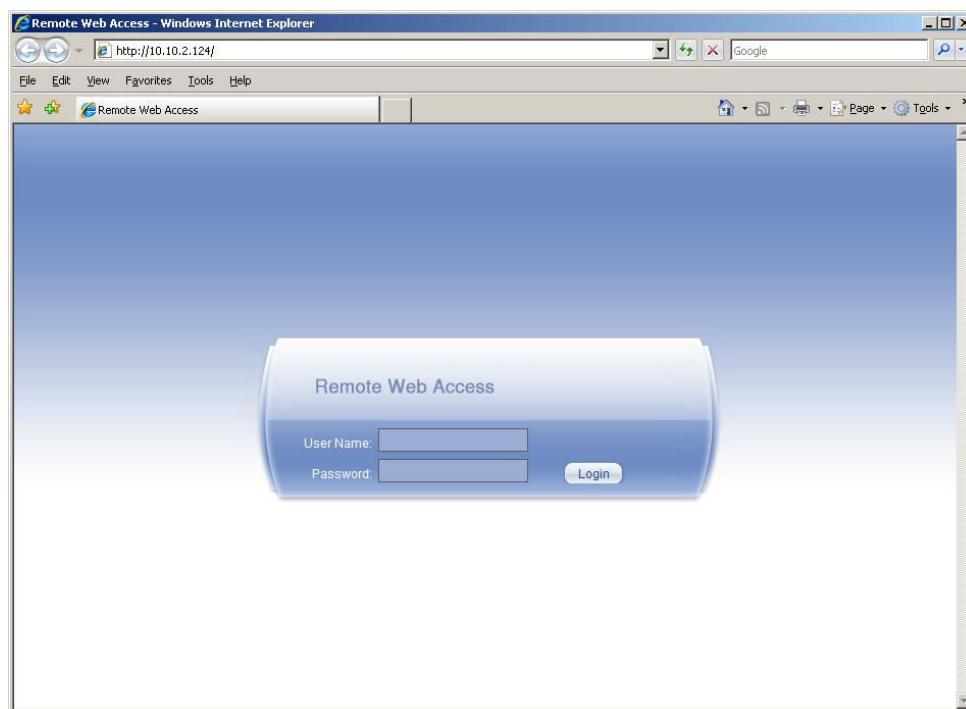 Remote Web Access - Windows Internet Explorer
http://10.10.2.124/
Google
File Edit View Favorites Tools Help
Remote Web Access
Page Tools
Remote Web Access
User Name:
Password:
Login